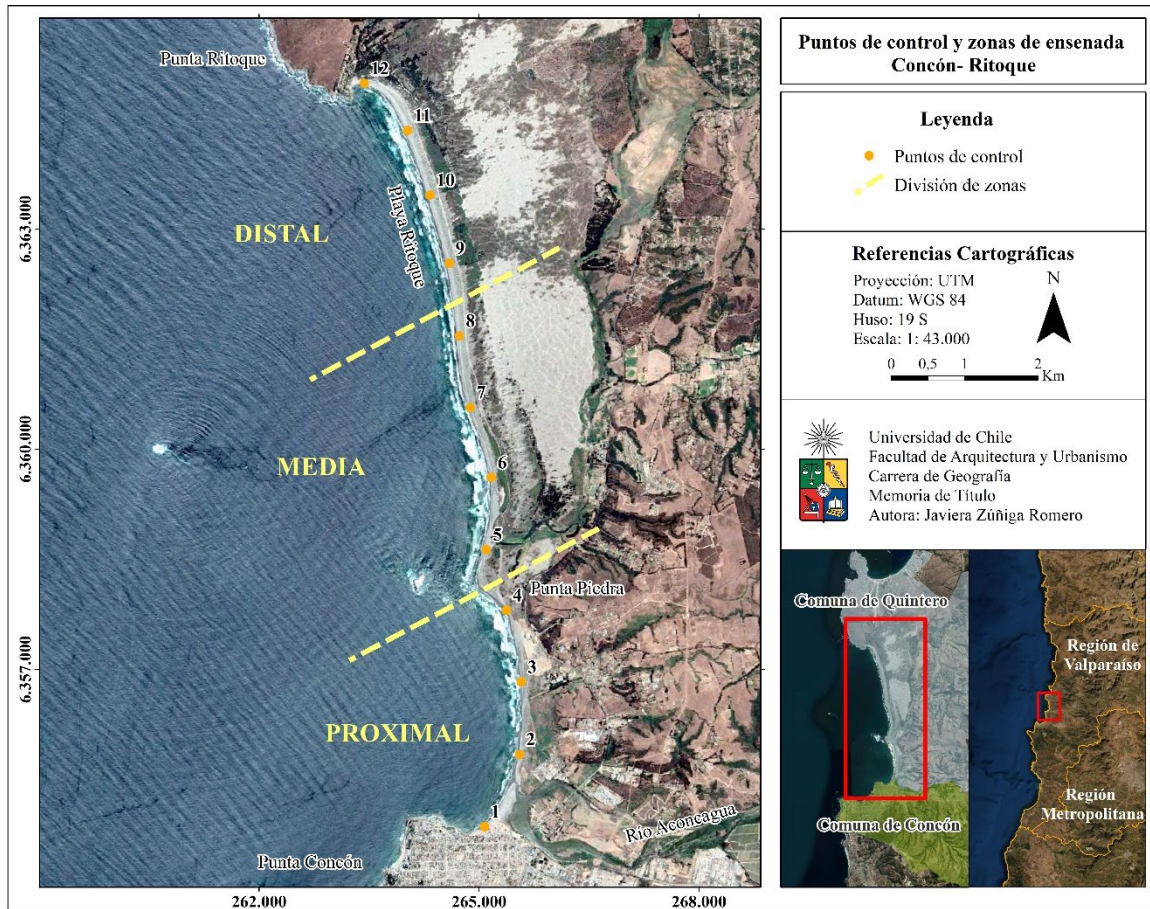 Punta Ritoque
12
11
10
Playa Ritoque
DISTAL
9
8
7
MEDIA
6
5
Punta Piedra
4
3
PROXIMAL
2
1
Río Aconcagua
Punta Concón
6.363.000
6.360.000
6.357.000
262.000
265.000
268.000
Puntos de control y zonas de ensenada
Concón- Ritoque
Leyenda
Puntos de control
División de zonas
Referencias Cartográficas
Proyección: UTM
Datum: WGS 84
Huso: 19 S
Escala: 1: 43.000
N
0 0,5 1 2
Km
Universidad de Chile
Facultad de Arquitectura y Urbanismo
Carrera de Geografía
Memoria de Título
Autora: Javiera Zúñiga Romero
Comuna de Quintero
Comuna de Concón
Región de
Valparaíso
Región
Metropolitana